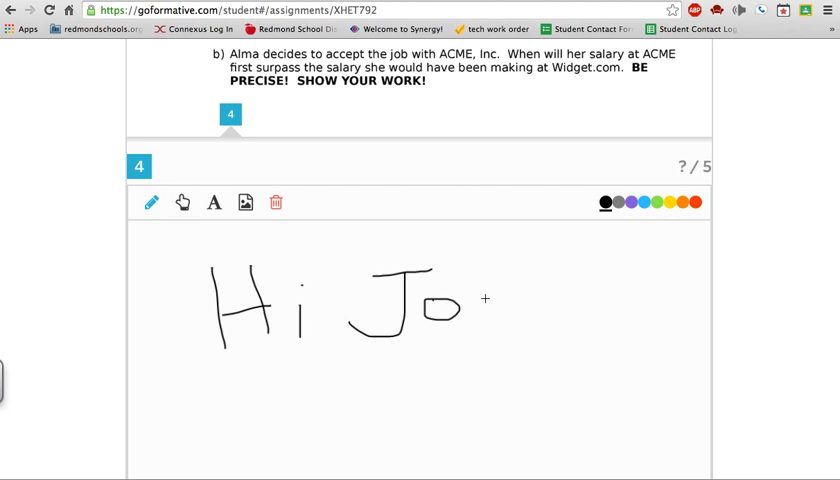 https://goformative.com/student#/assignments/XHET792
Apps redmondschools.org Connexus Log In Redmond School Dis Welcome to Synergy! tech work order Student Contact For Student Contact Log
b) Alma decides to accept the job with ACME, Inc. When will her salary at ACME
first surpass the salary she would have been making at Widget.com. BE
PRECISE! SHOW YOUR WORK!
4
4 ? / 5
A
Hi Jo